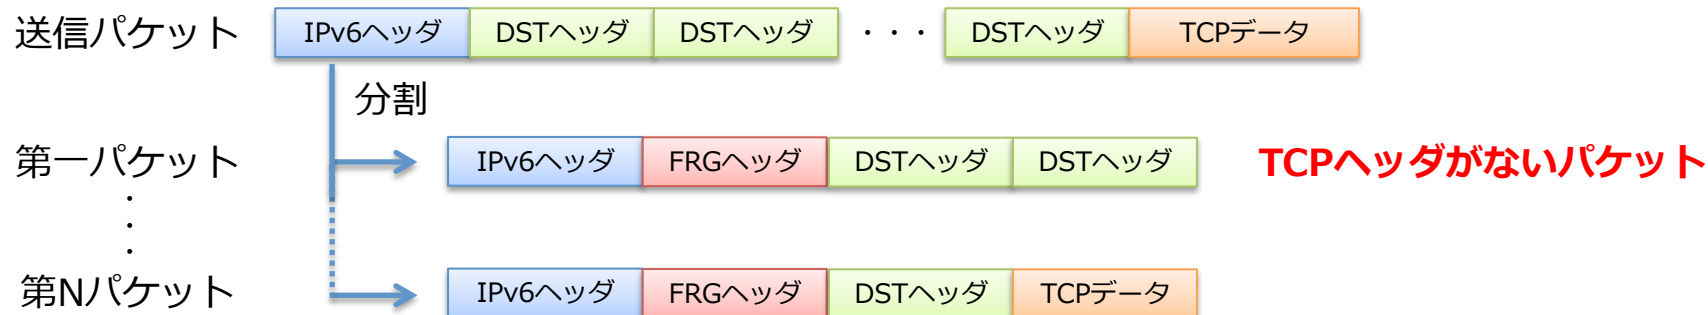 送信パケット IPv6ヘッダ DSTヘッダ DSTヘッダ ・・・ DSTヘッダ TCPデータ
分割
第一パケット IPv6ヘッダ FRGヘッダ DSTヘッダ DSTヘッダ TCPヘッダがないパケット
・
・
・
第Nパケット IPv6ヘッダ FRGヘッダ DSTヘッダ TCPデータ